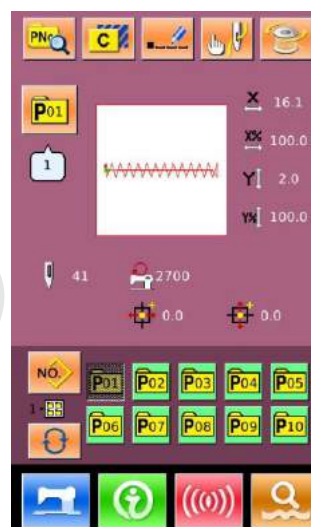 PNo. C
P01 X 16.1
1 X% 100.0
Y 2.0
Y% 100.0
41 2700
0.0 0.0
NO. P01 P02 P03 P04 P05
1-
P06 P07 P08 P09 P10